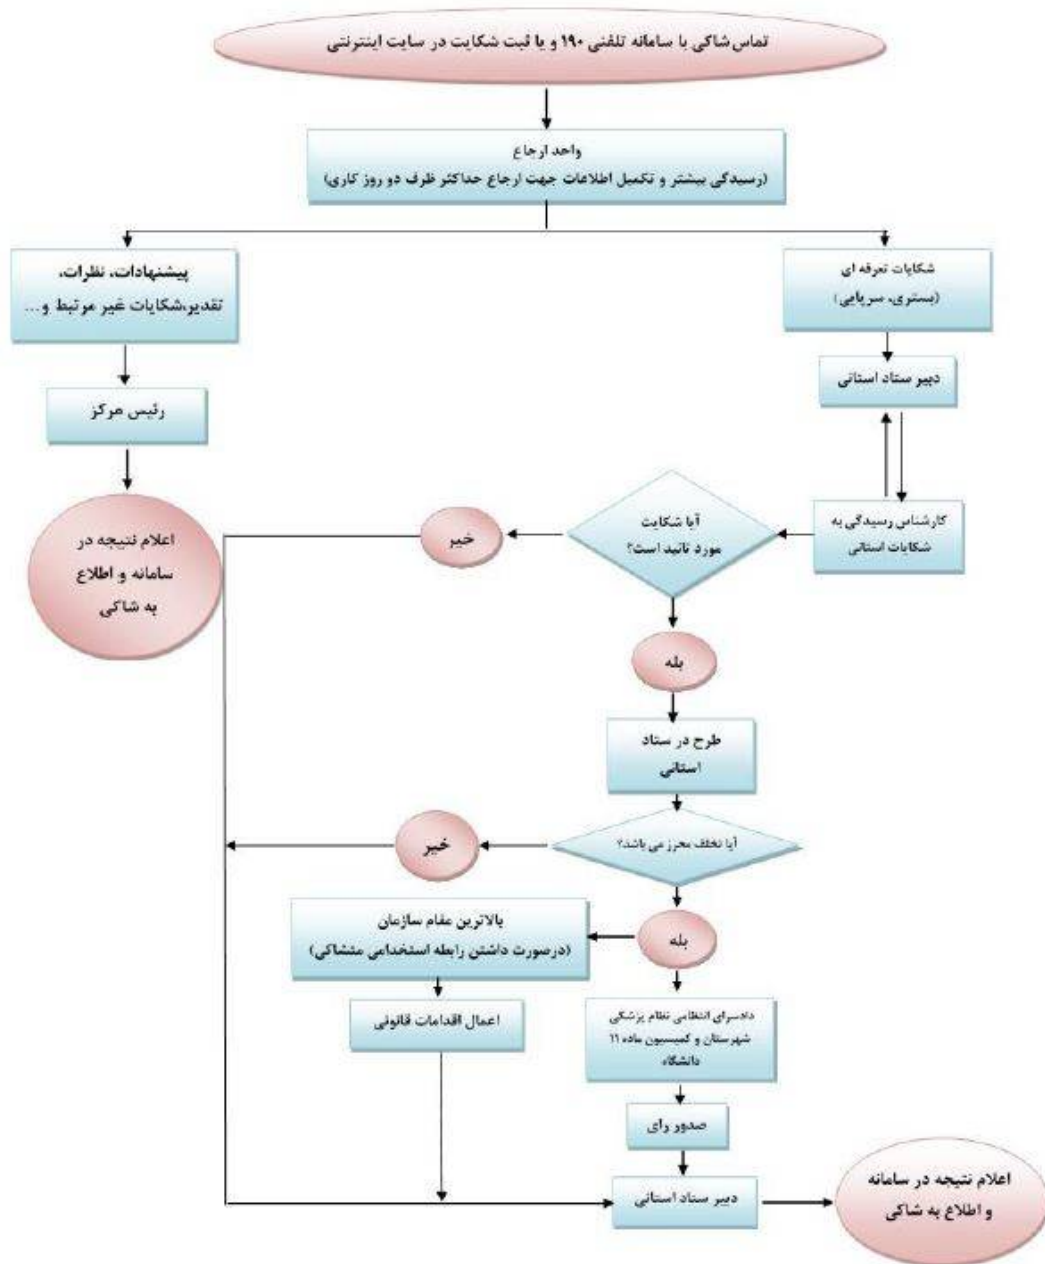 تماس شاکی با سامانه تلفنی ۱۹۰ و یا ثبت شکایت در سایت اینترنتی
واحد ارجاع
(رسیدگی بیشتر و تکمیل اطلاعات جهت ارجاع حداکثر ظرف دو روز کاری)
شکایات تعرفه ای
(بستری، سرپایی)
پیشنهادات، نظرات،
تقدیر،شکایات غیر مرتبط و...
دبیر ستاد استانی
رئیس مرکز
کارشناس رسیدگی به
شکایات استانی
آیا شکایت
مورد تائید است؟
خیر
اعلام نتیجه در
سامانه و اطلاع
به شاکی
بله
طرح در ستاد
استانی
آیا تخلف محرز می باشد؟
خیر
بله
بالاترین مقام سازمان
(درصورت داشتن رابطه استخدامی متشاکی)
دادسرای انتظامی نظام پزشکی
شهرستان و کمیسیون ماده ۱۱
دانشگاه
اعمال اقدامات قانونی
صدور رای
دبیر ستاد استانی
اعلام نتیجه در سامانه
و اطلاع به شاکی